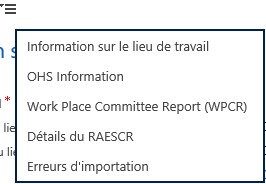 Information sur le lieu de travail
OHS Information
Work Place Committee Report (WPCR)
Détails du RAESCR
Erreurs d'importation